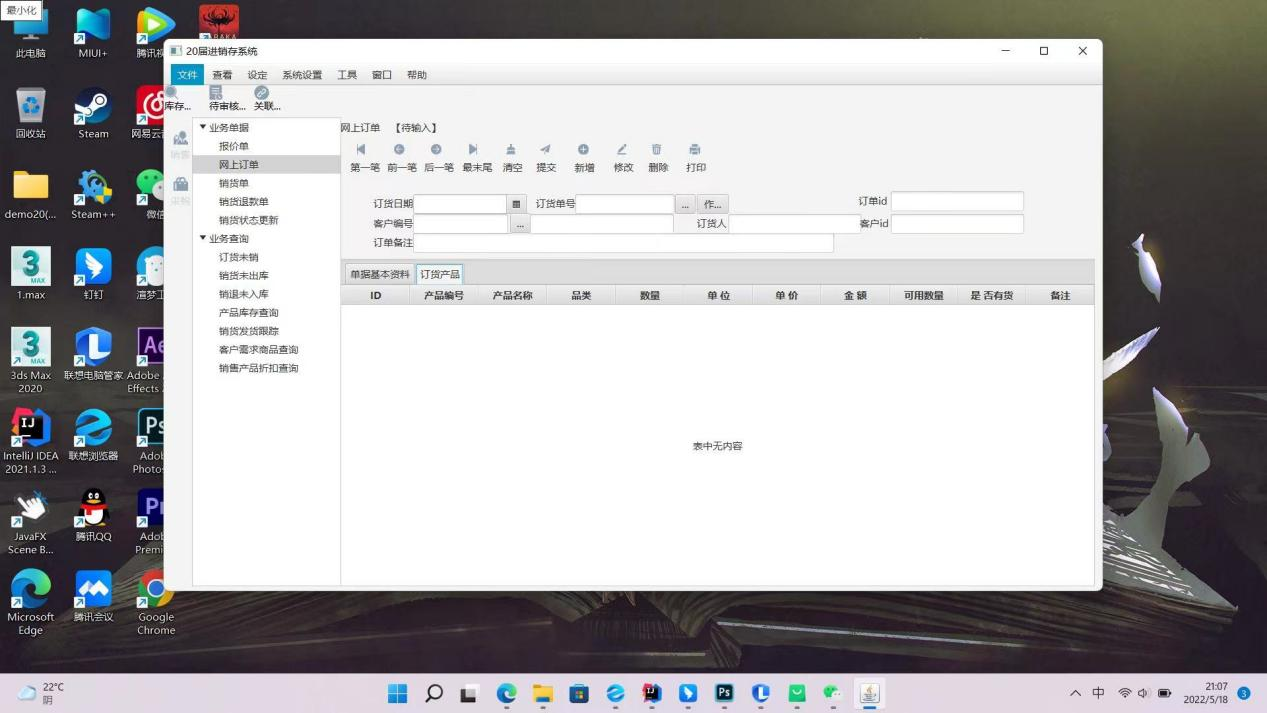 最小化
此电脑
MIUI+
腾讯视
回收站
Steam
网易云音
demo20(...
Steam++
微信
1.max
钉钉
渲梦工
3ds Max
2020
联想电脑管家
Adobe
Effects
IntelliJ IDEA
2021.1.3 ...
联想浏览器
Adob
Photos
JavaFX
Scene B...
腾讯QQ
Adob
Premi
Microsoft
Edge
腾讯会议
Google
Chrome
20届进销存系统
文件 查看 设定 系统设置 工具 窗口 帮助
库存... 待审核... 关联...
销售
采购
业务单据
报价单
网上订单
销货单
销货退款单
销货状态更新
业务查询
订货未销
销货未出库
销退未入库
产品库存查询
销货发货跟踪
客户需求商品查询
销售产品折扣查询
网上订单 【待输入】
第一笔 前一笔 后一笔 最末尾 清空 提交 新增 修改 删除 打印
订货日期 订货单号 ... 作... 订单id
客户编号 ... 订货人 客户id
订单备注
单据基本资料 订货产品
ID 产品编号 产品名称 品类 数量 单 位 单 价 金 额 可用数量 是 否有货 备注
表中无内容
22°C
阴
中
21:07
2022/5/18
3